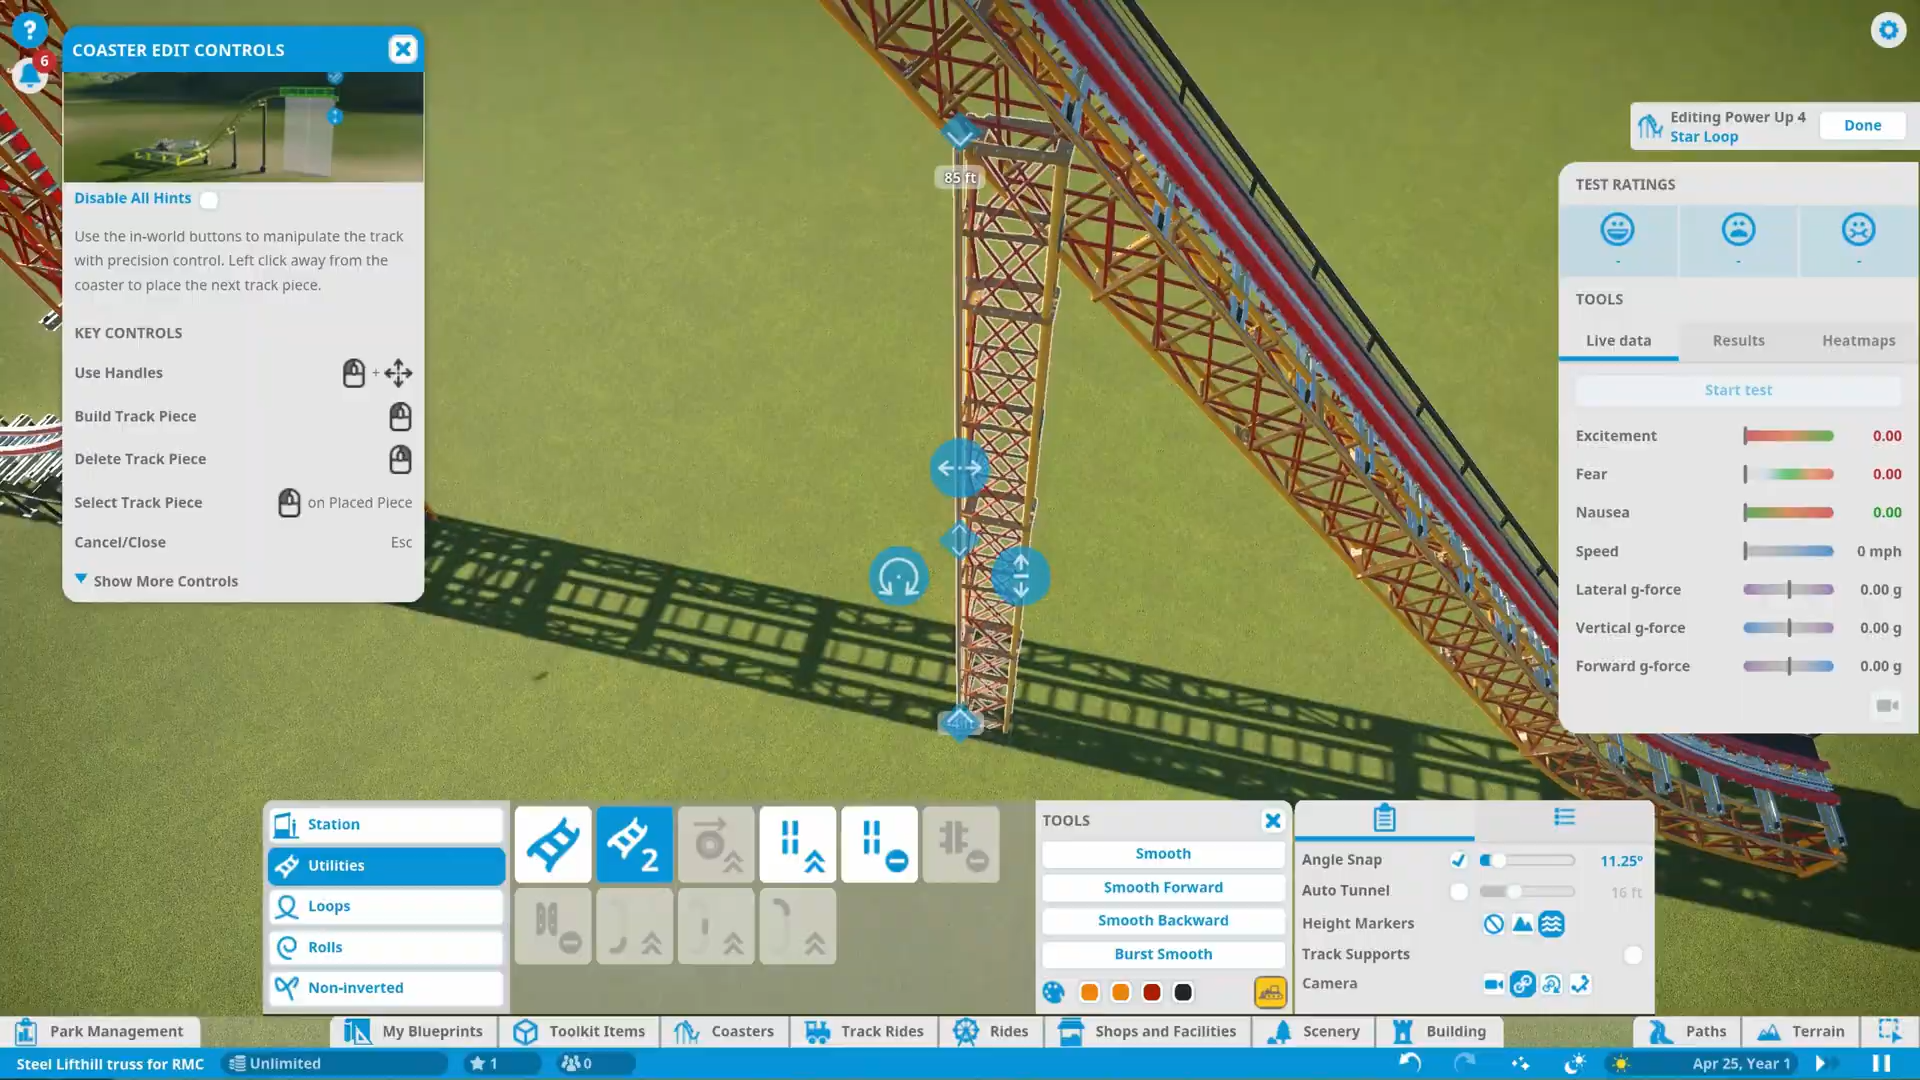 ?
6
COASTER EDIT CONTROLS
Disable All Hints
Use the in-world buttons to manipulate the track
with precision control. Left click away from the
coaster to place the next track piece.
KEY CONTROLS
Use Handles +
Build Track Piece
Delete Track Piece
Select Track Piece on Placed Piece
Cancel/Close Esc
Show More Controls
85 ft
Editing Power Up 4
Star Loop
Done
TEST RATINGS
- - -
TOOLS
Live data Results Heatmaps
Start test
Excitement 0.00
Fear 0.00
Nausea 0.00
Speed 0 mph
Lateral g-force 0.00 g
Vertical g-force 0.00 g
Forward g-force 0.00 g
Station
Utilities
Loops
Rolls
Non-inverted
2
TOOLS
Smooth
Smooth Forward
Smooth Backward
Burst Smooth
Angle Snap 11.25°
Auto Tunnel 16 ft
Height Markers
Track Supports
Camera
Park Management My Blueprints Toolkit Items Coasters Track Rides Rides Shops and Facilities Scenery Building Paths Terrain
Steel Lifthill truss for RMC Unlimited 1 0 Apr 25, Year 1